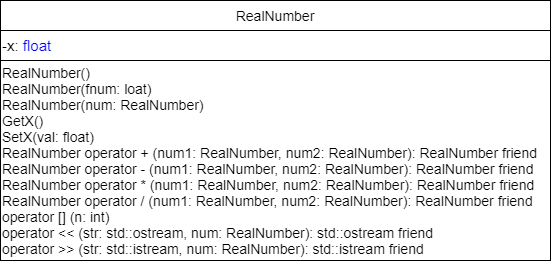 RealNumber
-x: float
RealNumber()
RealNumber(fnum: loat)
RealNumber(num: RealNumber)
GetX()
SetX(val: float)
RealNumber operator + (num1: RealNumber, num2: RealNumber): RealNumber friend
RealNumber operator - (num1: RealNumber, num2: RealNumber): RealNumber friend
RealNumber operator * (num1: RealNumber, num2: RealNumber): RealNumber friend
RealNumber operator / (num1: RealNumber, num2: RealNumber): RealNumber friend
operator [] (n: int)
operator << (str: std::ostream, num: RealNumber): std::ostream friend
operator >> (str: std::istream, num: RealNumber): std::istream friend